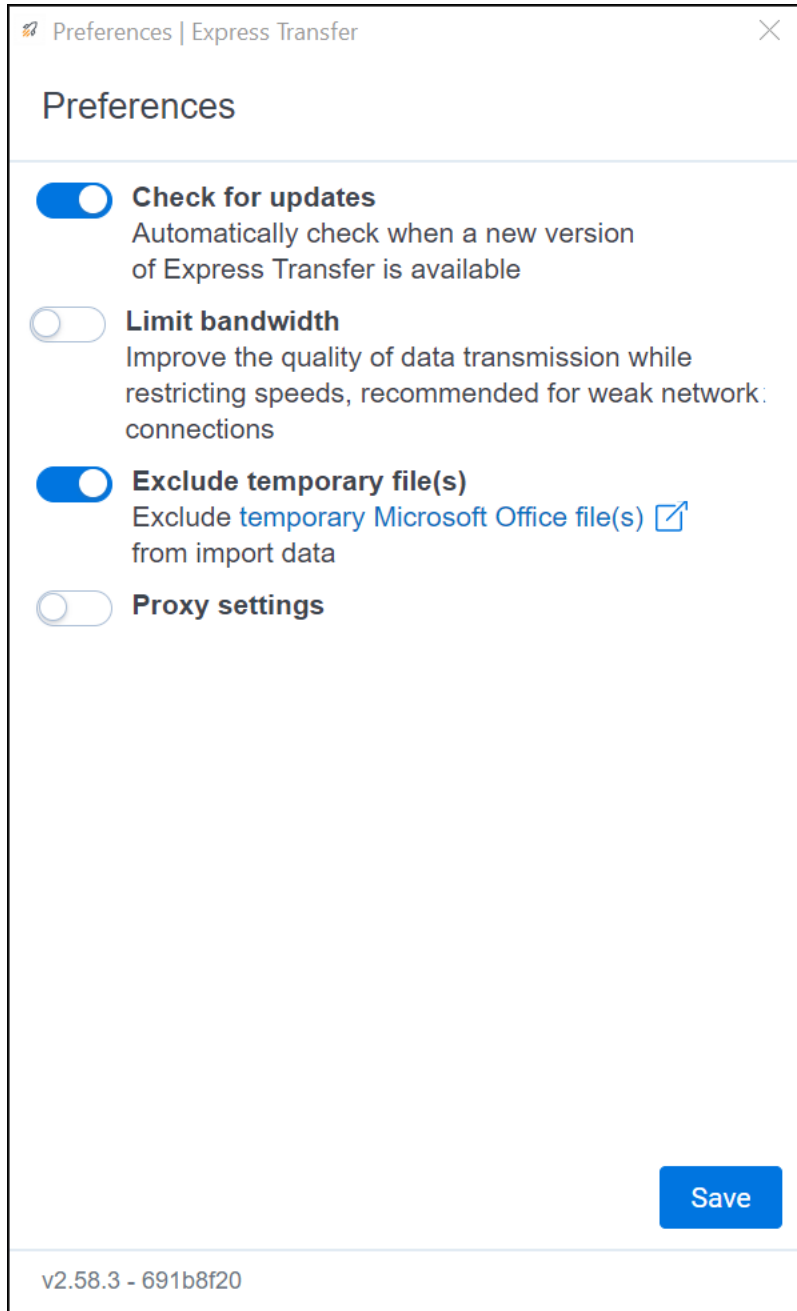 Preferences | Express Transfer
Preferences
Check for updates
Automatically check when a new version
of Express Transfer is available
Limit bandwidth
Improve the quality of data transmission while
restricting speeds, recommended for weak network
connections
Exclude temporary file(s)
Exclude temporary Microsoft Office file(s)
from import data
Proxy settings
Save
v2.58.3 - 691b8f20